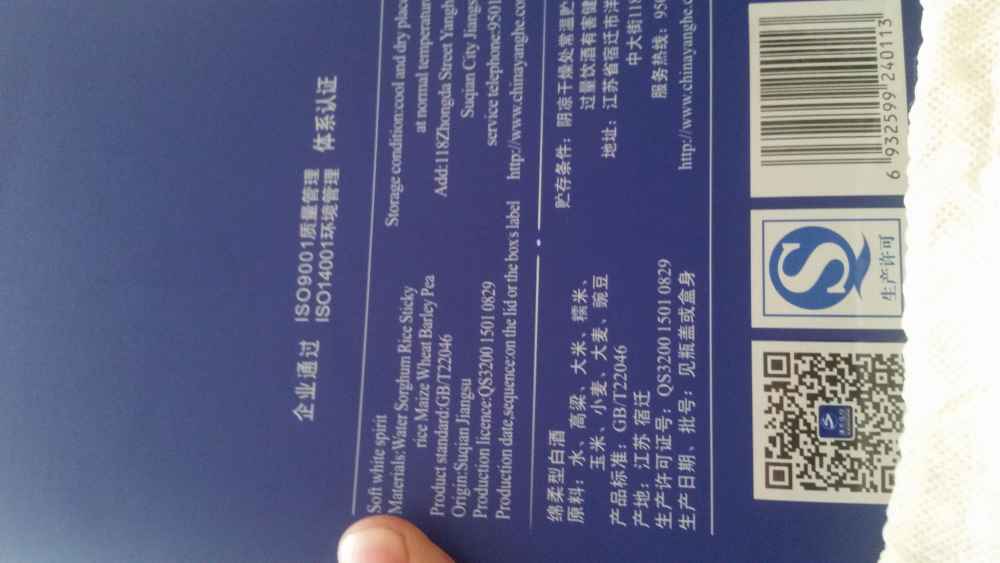 企业通过 ISO9001质量管理 体系认证
ISO14001环境管理
Soft white spirit
Materials:Water Sorghum Rice Sticky
rice Maize Wheat Barley Pea
Product standard:GB/T22046
Origin:Suqian Jiangsu
Production licence:QS3200 1501 0829
Production date,sequence:on the lid or the box's label
Storage condition:cool and dry
at normal temperature
Add:118Zhongda Street
Suqian City
service telephone:
http://www.chinayanghe.
绵柔型白酒
原料:水、高粱、大米、糯米、
玉米、小麦、大麦、豌豆
产品标准:GB/T22046
产地:江苏 宿迁
生产许可证号:QS3200 1501 0829
生产日期、批号:见瓶盖或盒身
贮存条件:阴凉干燥处常温贮
过量饮酒有害健
地址:江苏省宿迁市洋
中大街118
服务热线:
http://www.chinayanghe.
生产许可
6 932599 240113